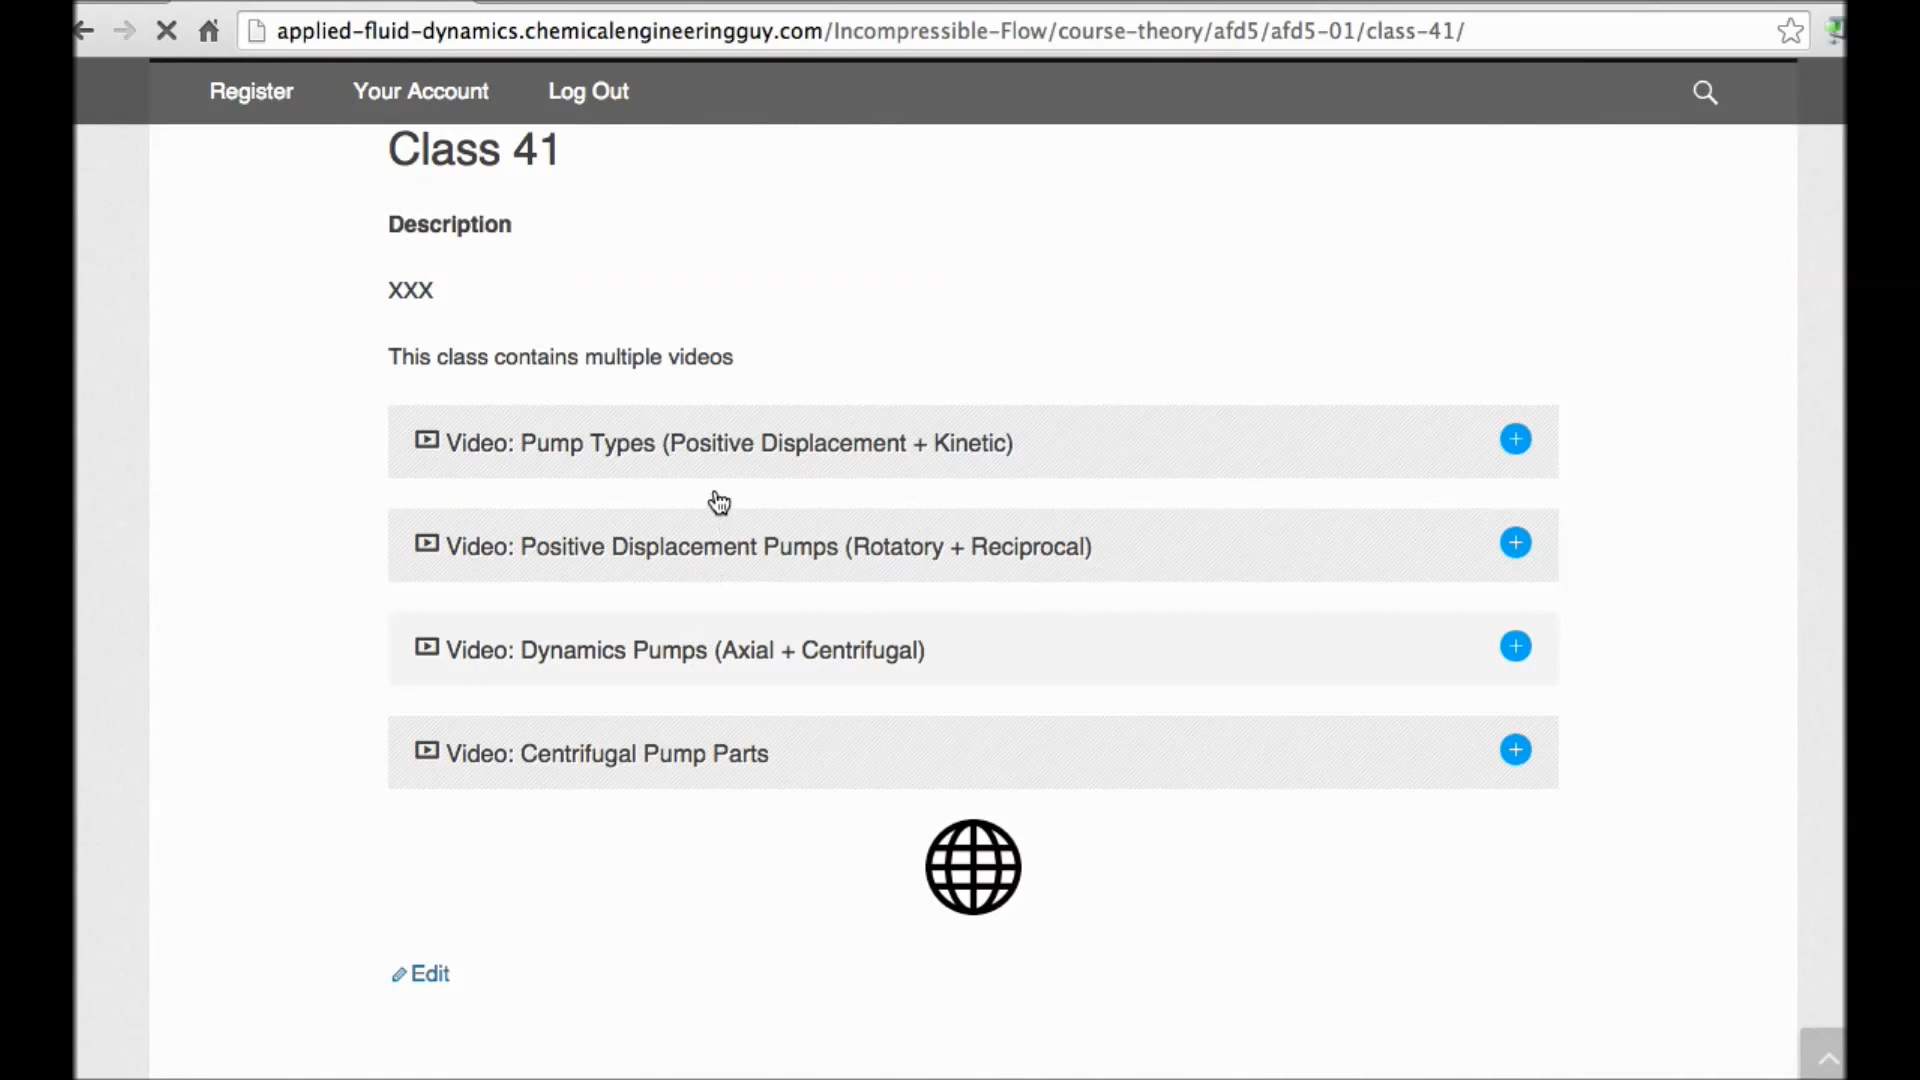 applied-fluid-dynamics.chemicalengineeringguy.com/Incompressible-Flow/course-theory/afd5/afd5-01/class-41/
Register Your Account Log Out
Class 41
Description
XXX
This class contains multiple videos
Video: Pump Types (Positive Displacement + Kinetic)
Video: Positive Displacement Pumps (Rotatory + Reciprocal)
Video: Dynamics Pumps (Axial + Centrifugal)
Video: Centrifugal Pump Parts
Edit